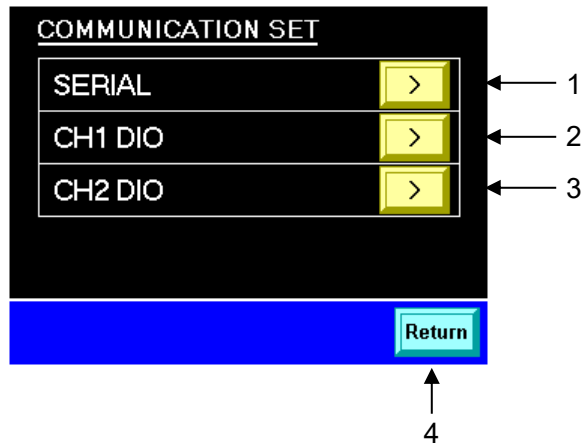 COMMUNICATION SET
SERIAL > 1
CH1 DIO > 2
CH2 DIO > 3
Return
4